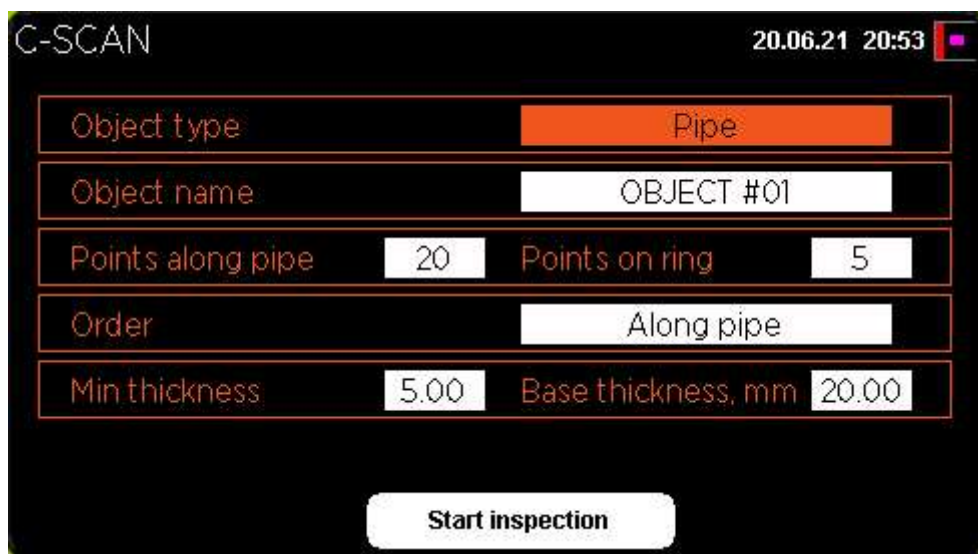 C-SCAN 20.06.21 20:53
Object type Pipe
Object name OBJECT #01
Points along pipe 20 Points on ring 5
Order Along pipe
Min thickness 5.00 Base thickness, mm 20.00
Start inspection